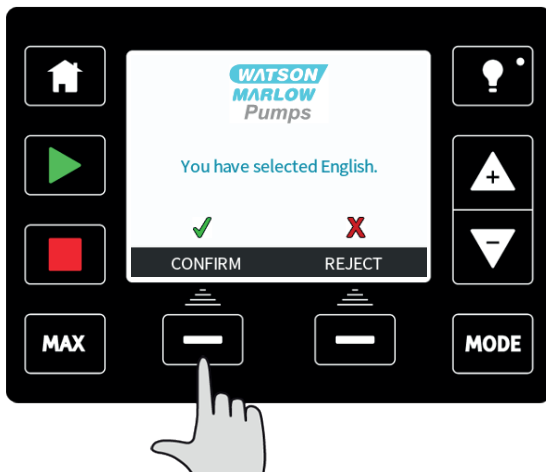 WATSON
MARLOW
Pumps
You have selected English.
CONFIRM REJECT
MAX
MODE